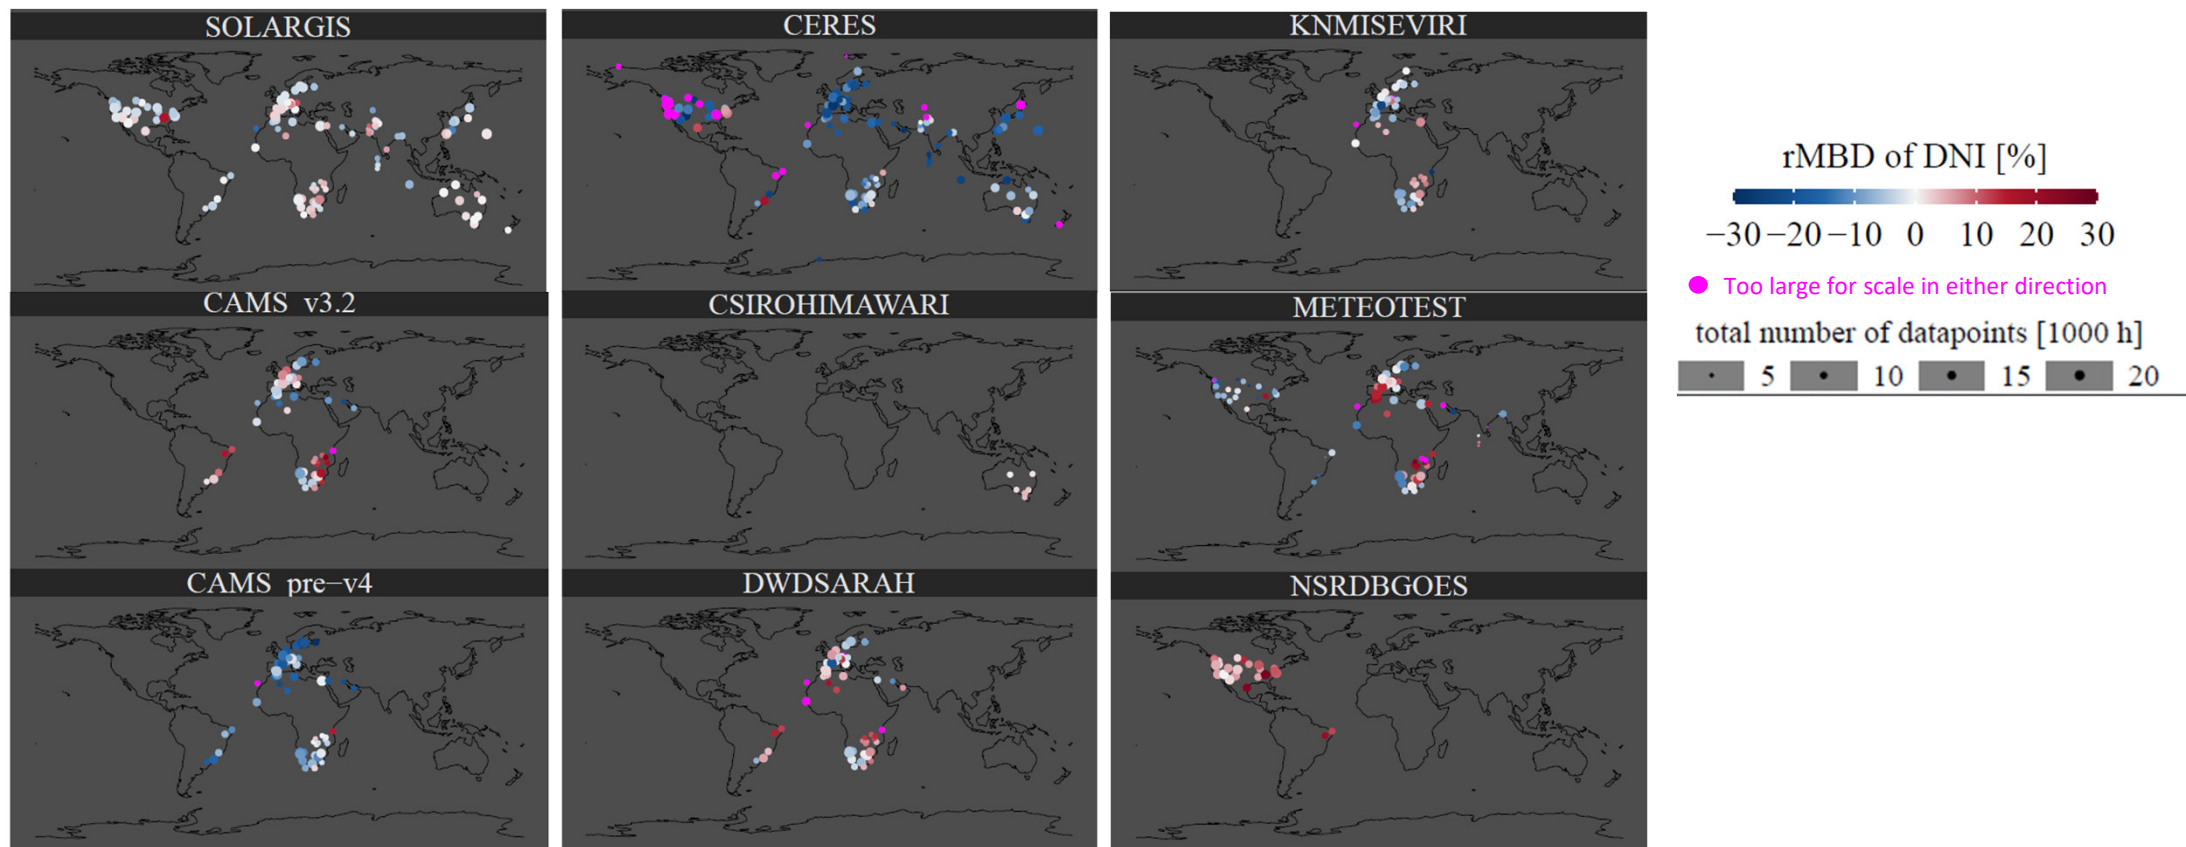 SOLARGIS
CERES
KNMISEVIRI
CAMS v3.2
CSIROHIMAWARI
METEOTEST
CAMS pre−v4
DWDSARAH
NSRDBGOES
rMBD of DNI [%]
−30 −20 −10 0 10 20 30
Too large for scale in either direction
total number of datapoints [1000 h]
5 10 15 20